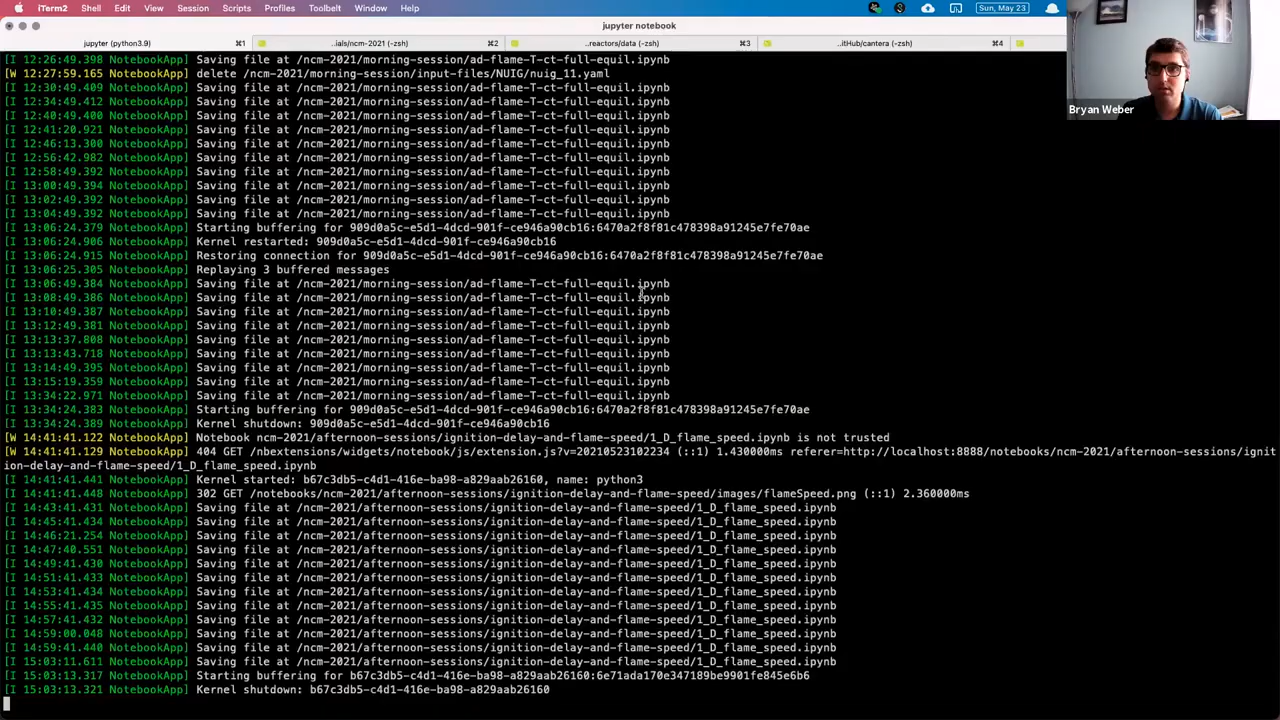 iTerm2 Shell Edit View Session Scripts Profiles Toolbelt Window Help Sun, May 23
jupyter notebook
jupyter (python3.9) ⌘1 ..ials/ncm-2021 (-zsh) ⌘2 ..reactors/data (-zsh) ⌘3 ..itHub/cantera (-zsh) ⌘4
[I 12:26:49.398 NotebookApp] Saving file at /ncm-2021/morning-session/ad-flame-T-ct-full-equil.ipynb
[W 12:27:59.165 NotebookApp] delete /ncm-2021/morning-session/input-files/NUIG/nuig_11.yaml
[I 12:30:49.409 NotebookApp] Saving file at /ncm-2021/morning-session/ad-flame-T-ct-full-equil.ipynb
[I 12:34:49.412 NotebookApp] Saving file at /ncm-2021/morning-session/ad-flame-T-ct-full-equil.ipynb
[I 12:40:49.400 NotebookApp] Saving file at /ncm-2021/morning-session/ad-flame-T-ct-full-equil.ipynb
[I 12:41:20.921 NotebookApp] Saving file at /ncm-2021/morning-session/ad-flame-T-ct-full-equil.ipynb
[I 12:46:13.300 NotebookApp] Saving file at /ncm-2021/morning-session/ad-flame-T-ct-full-equil.ipynb
[I 12:56:42.982 NotebookApp] Saving file at /ncm-2021/morning-session/ad-flame-T-ct-full-equil.ipynb
[I 12:58:49.392 NotebookApp] Saving file at /ncm-2021/morning-session/ad-flame-T-ct-full-equil.ipynb
[I 13:00:49.394 NotebookApp] Saving file at /ncm-2021/morning-session/ad-flame-T-ct-full-equil.ipynb
[I 13:02:49.392 NotebookApp] Saving file at /ncm-2021/morning-session/ad-flame-T-ct-full-equil.ipynb
[I 13:04:49.392 NotebookApp] Saving file at /ncm-2021/morning-session/ad-flame-T-ct-full-equil.ipynb
[I 13:06:24.379 NotebookApp] Starting buffering for 909d0a5c-e5d1-4dcd-901f-ce946a90cb16:6470a2f8f81c478398a91245e7fe70ae
[I 13:06:24.906 NotebookApp] Kernel restarted: 909d0a5c-e5d1-4dcd-901f-ce946a90cb16
[I 13:06:24.915 NotebookApp] Restoring connection for 909d0a5c-e5d1-4dcd-901f-ce946a90cb16:6470a2f8f81c478398a91245e7fe70ae
[I 13:06:25.305 NotebookApp] Replaying 3 buffered messages
[I 13:06:49.384 NotebookApp] Saving file at /ncm-2021/morning-session/ad-flame-T-ct-full-equil.ipynb
[I 13:08:49.386 NotebookApp] Saving file at /ncm-2021/morning-session/ad-flame-T-ct-full-equil.ipynb
[I 13:10:49.387 NotebookApp] Saving file at /ncm-2021/morning-session/ad-flame-T-ct-full-equil.ipynb
[I 13:12:49.381 NotebookApp] Saving file at /ncm-2021/morning-session/ad-flame-T-ct-full-equil.ipynb
[I 13:13:37.808 NotebookApp] Saving file at /ncm-2021/morning-session/ad-flame-T-ct-full-equil.ipynb
[I 13:13:43.718 NotebookApp] Saving file at /ncm-2021/morning-session/ad-flame-T-ct-full-equil.ipynb
[I 13:14:49.395 NotebookApp] Saving file at /ncm-2021/morning-session/ad-flame-T-ct-full-equil.ipynb
[I 13:15:19.359 NotebookApp] Saving file at /ncm-2021/morning-session/ad-flame-T-ct-full-equil.ipynb
[I 13:34:22.971 NotebookApp] Saving file at /ncm-2021/morning-session/ad-flame-T-ct-full-equil.ipynb
[I 13:34:24.383 NotebookApp] Starting buffering for 909d0a5c-e5d1-4dcd-901f-ce946a90cb16:6470a2f8f81c478398a91245e7fe70ae
[I 13:34:24.389 NotebookApp] Kernel shutdown: 909d0a5c-e5d1-4dcd-901f-ce946a90cb16
[W 14:41:41.122 NotebookApp] Notebook ncm-2021/afternoon-sessions/ignition-delay-and-flame-speed/1_D_flame_speed.ipynb is not trusted
[W 14:41:41.129 NotebookApp] 404 GET /nbextensions/widgets/notebook/js/extension.js?v=20210523102234 (::1) 1.430000ms referer=http://localhost:8888/notebooks/ncm-2021/afternoon-sessions/ignit
ion-delay-and-flame-speed/1_D_flame_speed.ipynb
[I 14:41:41.441 NotebookApp] Kernel started: b67c3db5-c4d1-416e-ba98-a829aab26160, name: python3
[I 14:41:41.448 NotebookApp] 302 GET /notebooks/ncm-2021/afternoon-sessions/ignition-delay-and-flame-speed/images/flameSpeed.png (::1) 2.360000ms
[I 14:43:41.431 NotebookApp] Saving file at /ncm-2021/afternoon-sessions/ignition-delay-and-flame-speed/1_D_flame_speed.ipynb
[I 14:45:41.434 NotebookApp] Saving file at /ncm-2021/afternoon-sessions/ignition-delay-and-flame-speed/1_D_flame_speed.ipynb
[I 14:46:21.254 NotebookApp] Saving file at /ncm-2021/afternoon-sessions/ignition-delay-and-flame-speed/1_D_flame_speed.ipynb
[I 14:47:40.551 NotebookApp] Saving file at /ncm-2021/afternoon-sessions/ignition-delay-and-flame-speed/1_D_flame_speed.ipynb
[I 14:49:41.430 NotebookApp] Saving file at /ncm-2021/afternoon-sessions/ignition-delay-and-flame-speed/1_D_flame_speed.ipynb
[I 14:51:41.433 NotebookApp] Saving file at /ncm-2021/afternoon-sessions/ignition-delay-and-flame-speed/1_D_flame_speed.ipynb
[I 14:53:41.434 NotebookApp] Saving file at /ncm-2021/afternoon-sessions/ignition-delay-and-flame-speed/1_D_flame_speed.ipynb
[I 14:55:41.435 NotebookApp] Saving file at /ncm-2021/afternoon-sessions/ignition-delay-and-flame-speed/1_D_flame_speed.ipynb
[I 14:57:41.432 NotebookApp] Saving file at /ncm-2021/afternoon-sessions/ignition-delay-and-flame-speed/1_D_flame_speed.ipynb
[I 14:59:00.048 NotebookApp] Saving file at /ncm-2021/afternoon-sessions/ignition-delay-and-flame-speed/1_D_flame_speed.ipynb
[I 14:59:41.440 NotebookApp] Saving file at /ncm-2021/afternoon-sessions/ignition-delay-and-flame-speed/1_D_flame_speed.ipynb
[I 15:03:11.611 NotebookApp] Saving file at /ncm-2021/afternoon-sessions/ignition-delay-and-flame-speed/1_D_flame_speed.ipynb
[I 15:03:13.317 NotebookApp] Starting buffering for b67c3db5-c4d1-416e-ba98-a829aab26160:6e71ada170e347189be9901fe845e6b6
[I 15:03:13.321 NotebookApp] Kernel shutdown: b67c3db5-c4d1-416e-ba98-a829aab26160
Bryan Weber